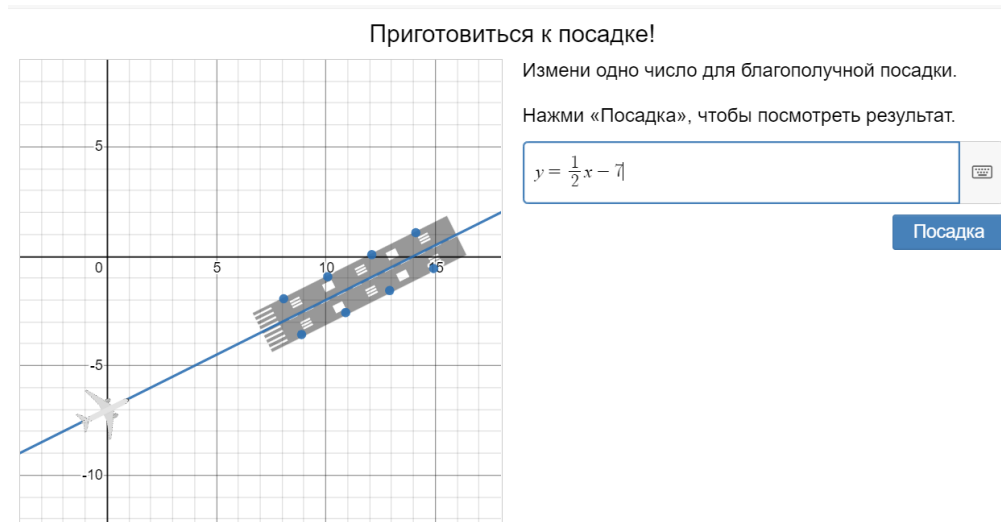 Приготовиться к посадке!
Измени одно число для благополучной посадки.
Нажми «Посадка», чтобы посмотреть результат.
y = 1/2 x − 7
Посадка
5
0 5 10 15
-5
-10